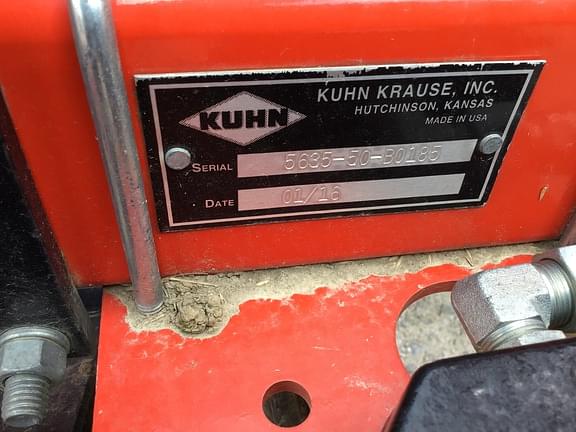 KUHN KRAUSE, INC.
HUTCHINSON, KANSAS
MADE IN USA
KUHN
SERIAL 5635-50-B0185
DATE 01/16